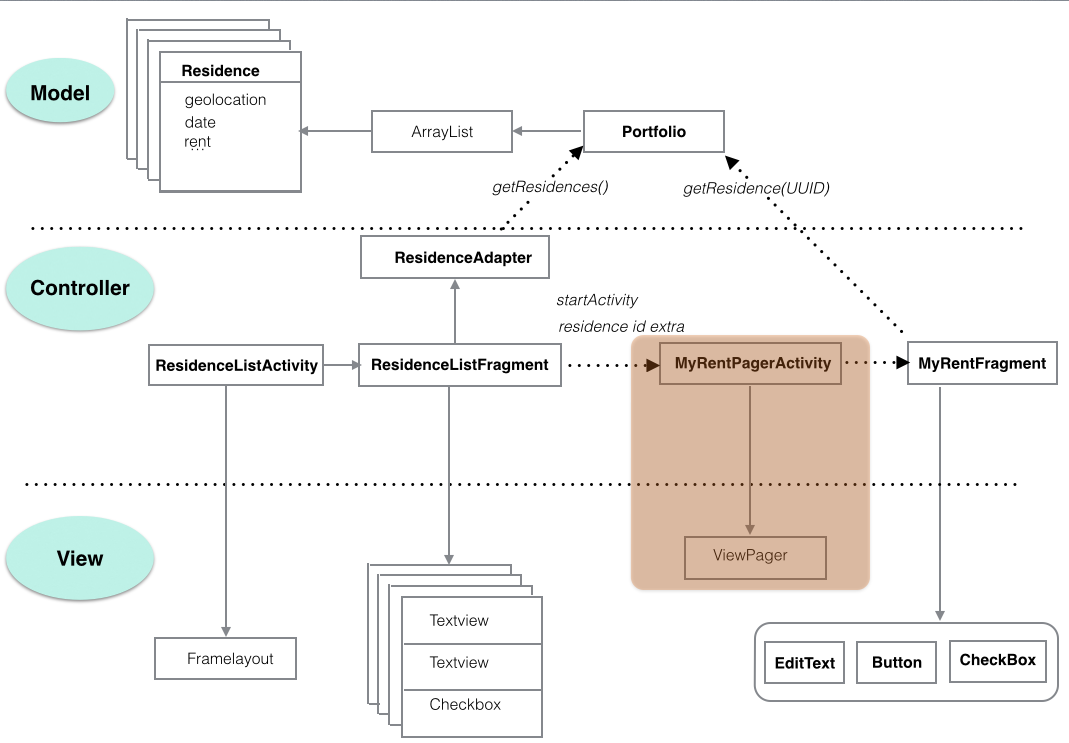 Model
Residence
geolocation
date
rent
...
ArrayList
Portfolio
getResidences()
getResidence(UUID)
Controller
ResidenceAdapter
startActivity
residence id extra
ResidenceListActivity
ResidenceListFragment
MyRentPagerActivity
MyRentFragment
View
ViewPager
Textview
Textview
Checkbox
Framelayout
EditText
Button
CheckBox